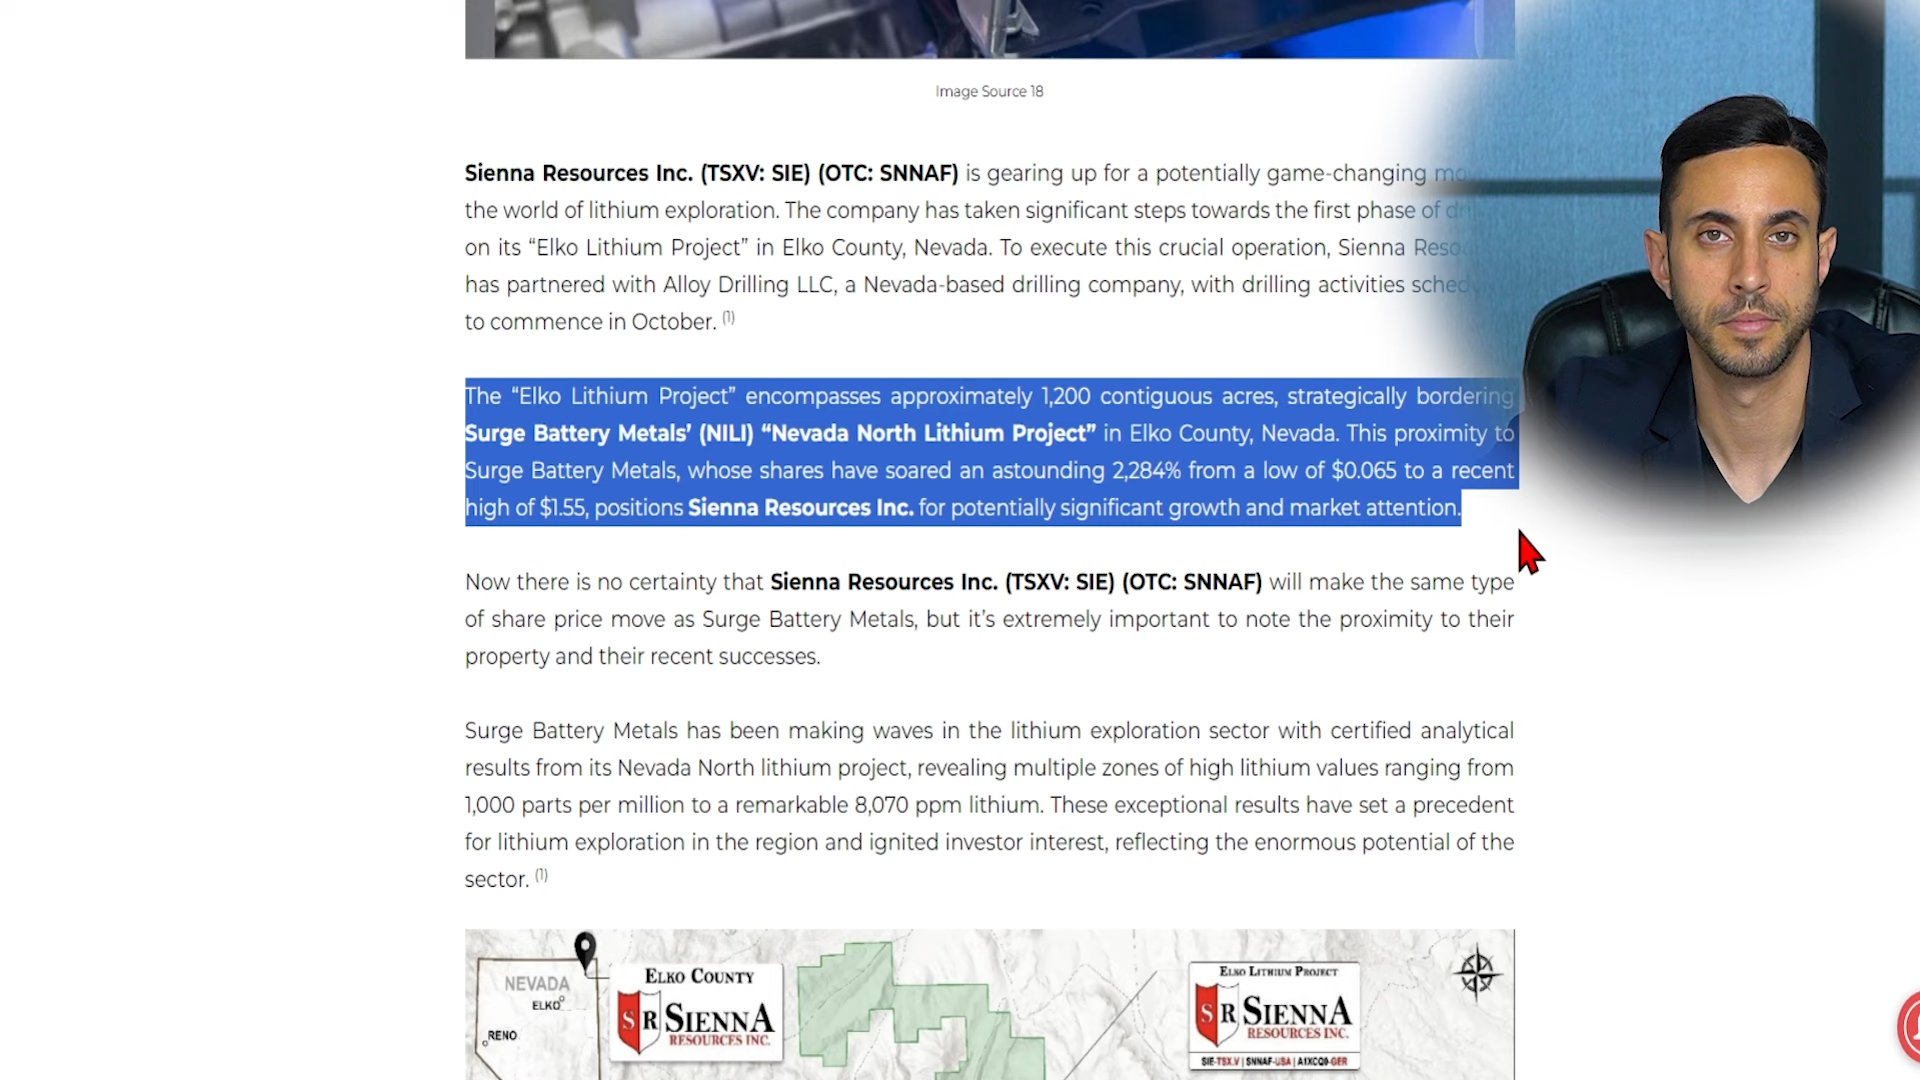 Image Source 18
Sienna Resources Inc. (TSXV: SIE) (OTC: SNNAF) is gearing up for a potentially game-changing
the world of lithium exploration. The company has taken significant steps towards the first phase of
on its “Elko Lithium Project” in Elko County, Nevada. To execute this crucial operation, Sienna
has partnered with Alloy Drilling LLC, a Nevada-based drilling company, with drilling activities
to commence in October. (1)
The “Elko Lithium Project” encompasses approximately 1,200 contiguous acres, strategically bordering
Surge Battery Metals’ (NILI) “Nevada North Lithium Project” in Elko County, Nevada. This proximity to
Surge Battery Metals, whose shares have soared an astounding 2,284% from a low of $0.065 to a recent
high of $1.55, positions Sienna Resources Inc. for potentially significant growth and market attention.
Now there is no certainty that Sienna Resources Inc. (TSXV: SIE) (OTC: SNNAF) will make the same type
of share price move as Surge Battery Metals, but it’s extremely important to note the proximity to their
property and their recent successes.
Surge Battery Metals has been making waves in the lithium exploration sector with certified analytical
results from its Nevada North lithium project, revealing multiple zones of high lithium values ranging from
1,000 parts per million to a remarkable 8,070 ppm lithium. These exceptional results have set a precedent
for lithium exploration in the region and ignited investor interest, reflecting the enormous potential of the
sector. (1)
NEVADA
ELKO
RENO
ELKO COUNTY
SR SIENNA
RESOURCES INC.
ELKO LITHIUM PROJECT
SR SIENNA
RESOURCES INC.
SIE-TSX.V | SNNAF-USA | A1XCQ0-GER